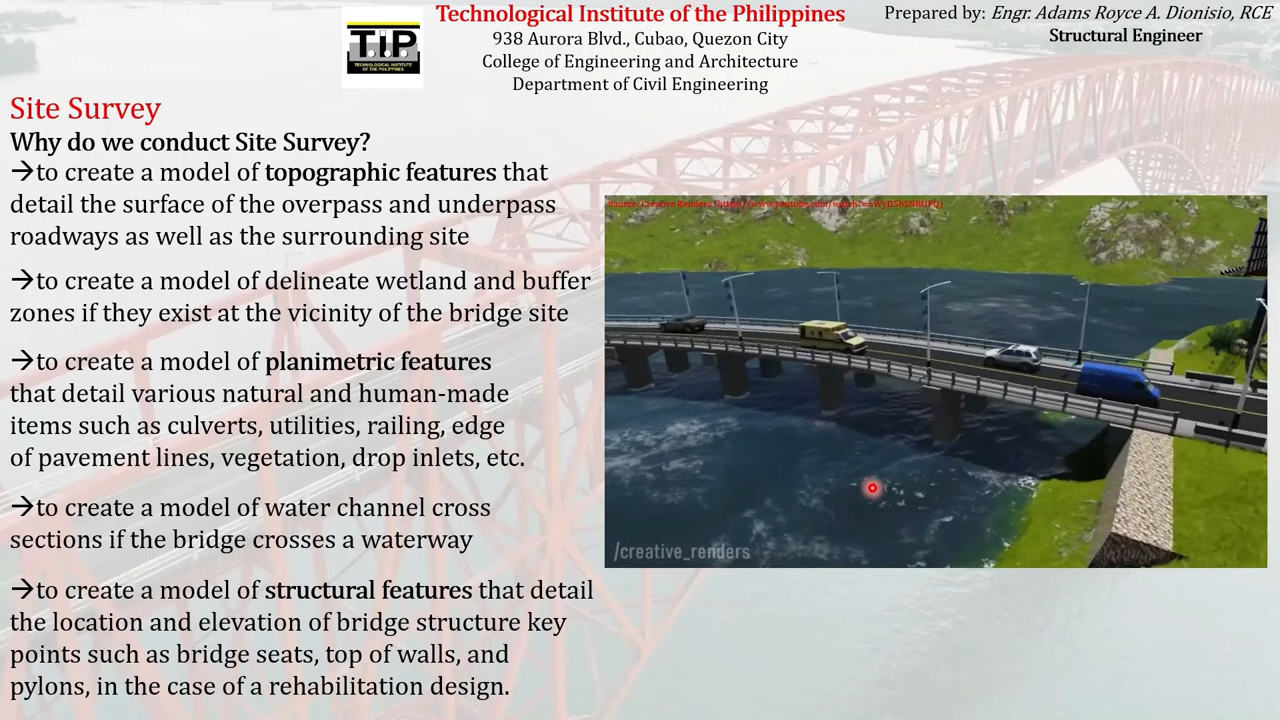 Technological Institute of the Philippines
938 Aurora Blvd., Cubao, Quezon City
College of Engineering and Architecture
Department of Civil Engineering
Prepared by: Engr. Adams Royce A. Dionisio, RCE
Structural Engineer
TiP
TECHNOLOGICAL INSTITUTE
OF THE PHILIPPINES
Site Survey
Why do we conduct Site Survey?
→to create a model of topographic features that
detail the surface of the overpass and underpass
roadways as well as the surrounding site
→to create a model of delineate wetland and buffer
zones if they exist at the vicinity of the bridge site
→to create a model of planimetric features
that detail various natural and human-made
items such as culverts, utilities, railing, edge
of pavement lines, vegetation, drop inlets, etc.
→to create a model of water channel cross
sections if the bridge crosses a waterway
→to create a model of structural features that detail
the location and elevation of bridge structure key
points such as bridge seats, top of walls, and
pylons, in the case of a rehabilitation design.
Source: Creative Renders
/creative_renders